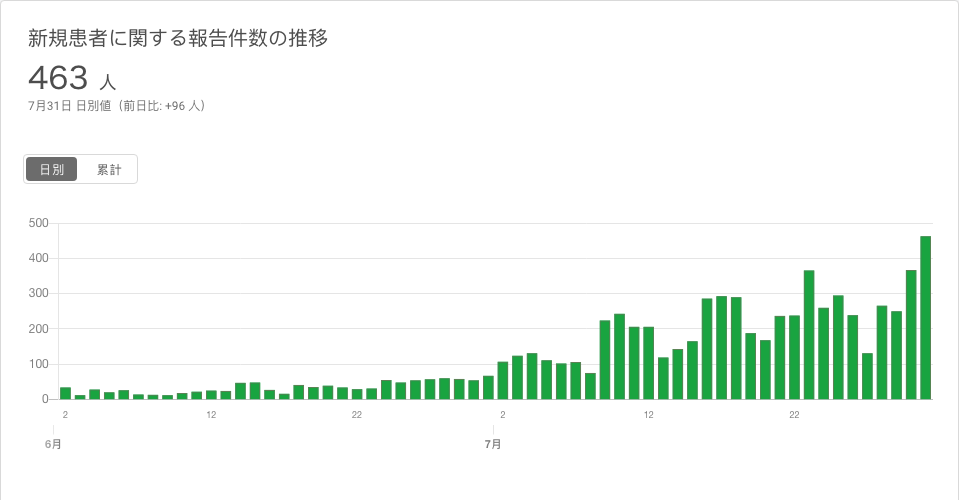 新規患者に関する報告件数の推移
463 人
7月31日 日別値（前日比: +96 人）
日別 累計
500
400
300
200
100
0
2 12 22 2 12 22
6月 7月